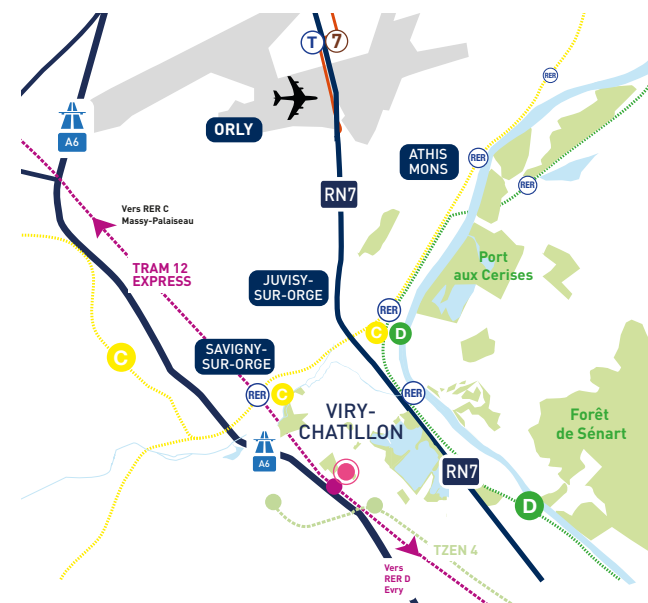 T 7
RER
A6
ORLY
ATHIS
MONS
RER
RER
RN7
Vers RER C
Massy-Palaiseau
TRAM 12
EXPRESS
Port
aux Cerises
JUVISY-
SUR-ORGE
RER
C D
C
SAVIGNY-
SUR-ORGE
RER C
RER
VIRY-
CHATILLON
Forêt
de Sénart
A6
RN7
D
TZEN 4
Vers
RER D
Evry